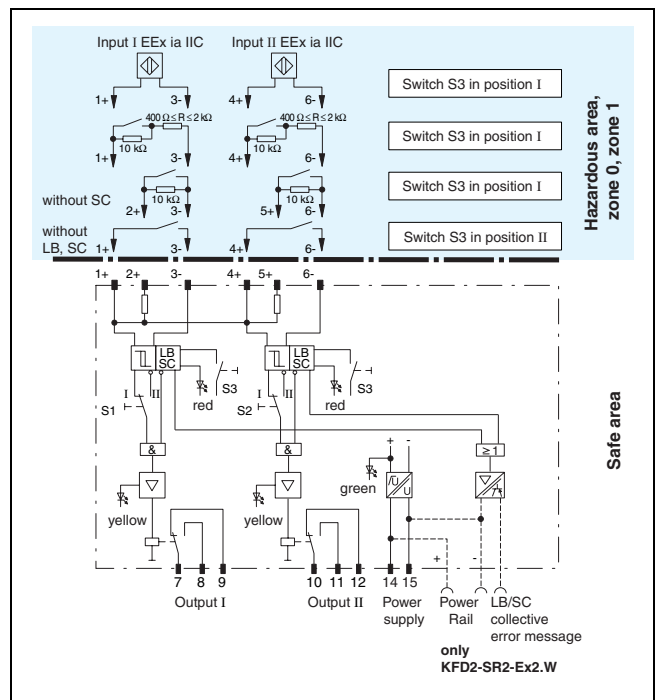 Input I EEx ia IIC
Input II EEx ia IIC
1+
3-
4+
6-
Switch S3 in position I
400 Ω ≤ R ≤ 2 kΩ
10 kΩ
1+
3-
400 Ω ≤ R ≤ 2 kΩ
10 kΩ
4+
6-
Switch S3 in position I
without SC
10 kΩ
2+
3-
10 kΩ
5+
6-
Switch S3 in position I
without
LB, SC
1+
3-
4+
6-
Switch S3 in position II
Hazardous area,
zone 0, zone 1
1+
2+
3-
4+
5+
6-
LB
SC
LB
SC
I
II
S1
red
S3
I
II
S2
red
S3
&
&
+
-
≥1
green
U
U
yellow
yellow
Safe area
+
-
7
8
9
10
11
12
14
15
Output I
Output II
Power
supply
Power
Rail
LB/SC
collective
error message
only
KFD2-SR2-Ex2.W